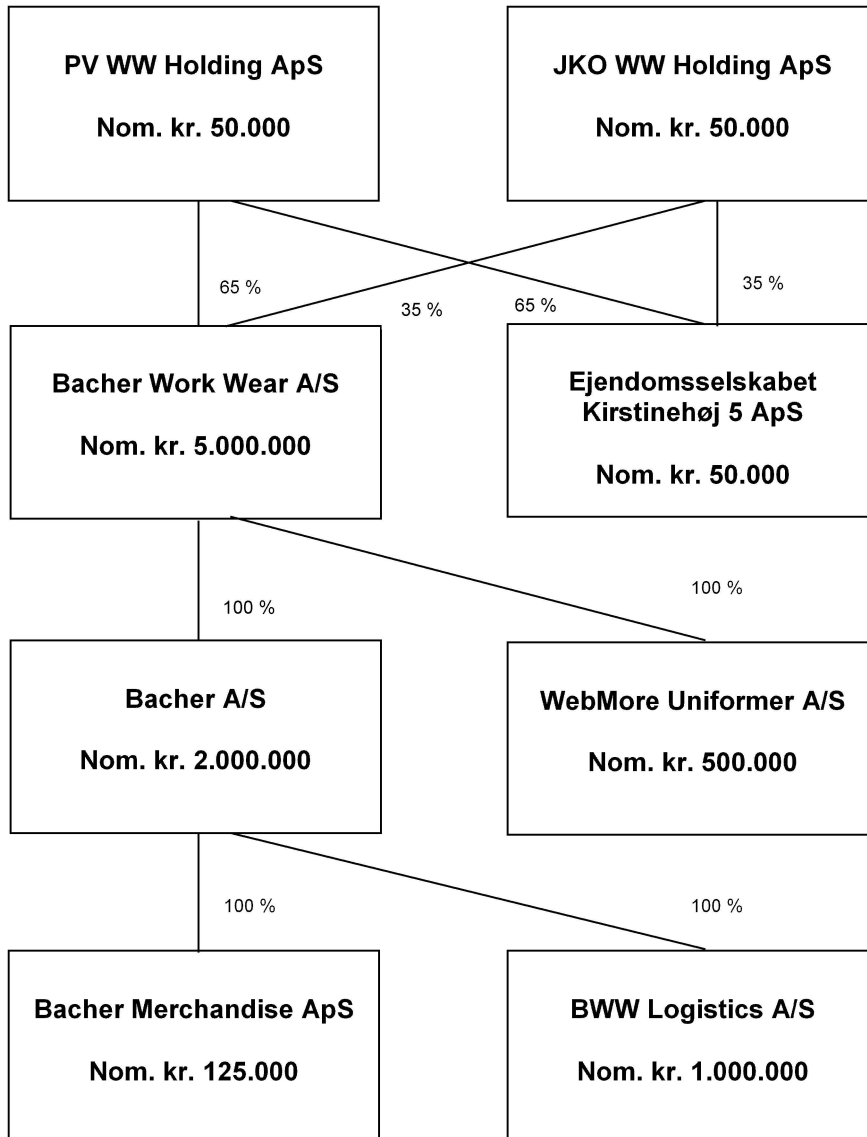 PV WW Holding ApS
Nom. kr. 50.000
JKO WW Holding ApS
Nom. kr. 50.000
65 %
35 %
65 %
35 %
Bacher Work Wear A/S
Nom. kr. 5.000.000
Ejendomsselskabet
Kirstinehøj 5 ApS
Nom. kr. 50.000
100 %
100 %
Bacher A/S
Nom. kr. 2.000.000
WebMore Uniformer A/S
Nom. kr. 500.000
100 %
100 %
Bacher Merchandise ApS
Nom. kr. 125.000
BWW Logistics A/S
Nom. kr. 1.000.000